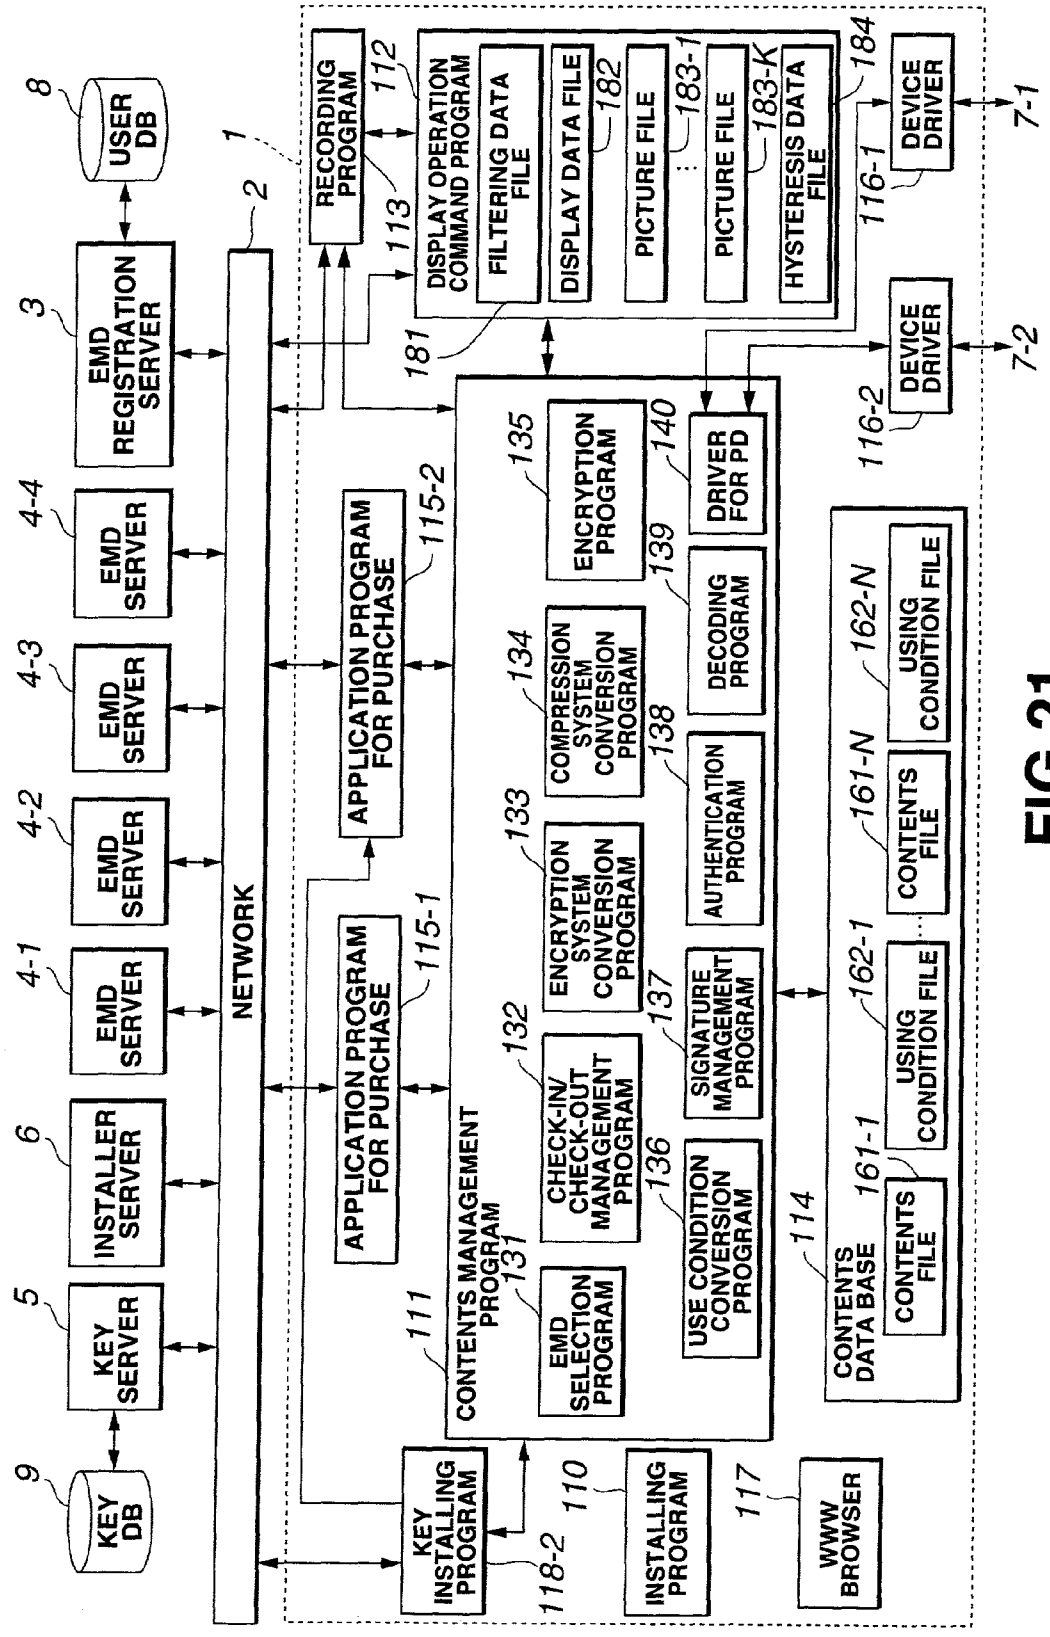 9
KEY
DB
5
KEY
SERVER
6
INSTALLER
SERVER
4-1
EMD
SERVER
4-2
EMD
SERVER
4-3
EMD
SERVER
4-4
EMD
SERVER
3
EMD
REGISTRATION
SERVER
8
USER
DB
NETWORK
2
1
KEY
INSTALLING
PROGRAM
118-2
APPLICATION PROGRAM
FOR PURCHASE
115-1
APPLICATION PROGRAM
FOR PURCHASE
115-2
RECORDING
PROGRAM
113
112
DISPLAY OPERATION
COMMAND PROGRAM
FILTERING DATA
FILE
181
DISPLAY DATA FILE
182
PICTURE FILE
183-1
PICTURE FILE
183-K
HYSTERESIS DATA
FILE
184
111
CONTENTS MANAGEMENT
PROGRAM
131
EMD
SELECTION
PROGRAM
132
CHECK-IN/
CHECK-OUT
MANAGEMENT
PROGRAM
133
ENCRYPTION
SYSTEM
CONVERSION
PROGRAM
134
COMPRESSION
SYSTEM
CONVERSION
PROGRAM
135
ENCRYPTION
PROGRAM
136
USE CONDITION
CONVERSION
PROGRAM
137
SIGNATURE
MANAGEMENT
PROGRAM
138
AUTHENTICATION
PROGRAM
139
DECODING
PROGRAM
140
DRIVER
FOR PD
110
INSTALLING
PROGRAM
117
WWW
BROWSER
114
CONTENTS
DATA BASE
161-1
CONTENTS
FILE
162-1
USING
CONDITION FILE
161-N
CONTENTS
FILE
162-N
USING
CONDITION FILE
116-2
DEVICE
DRIVER
7-2
116-1
DEVICE
DRIVER
7-1